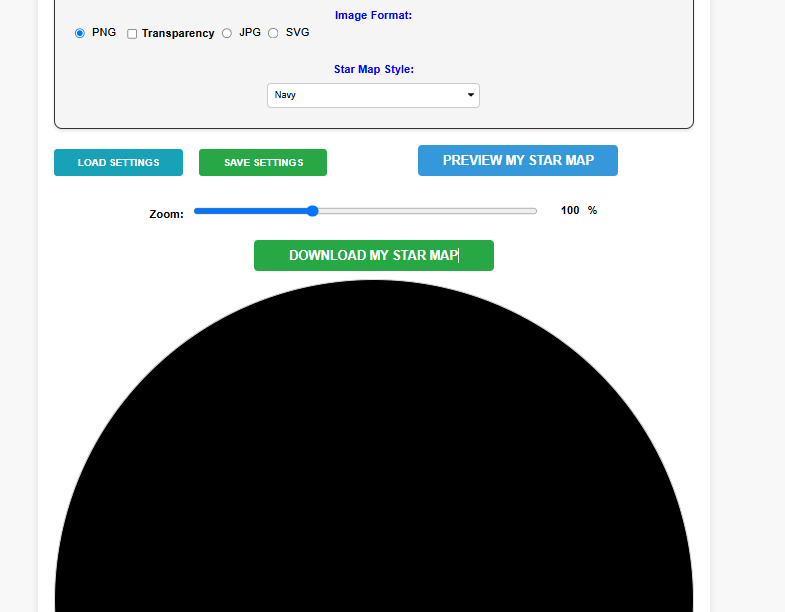 Image Format:
PNG Transparency JPG SVG
Star Map Style:
Navy
LOAD SETTINGS SAVE SETTINGS PREVIEW MY STAR MAP
Zoom: 100 %
DOWNLOAD MY STAR MAP